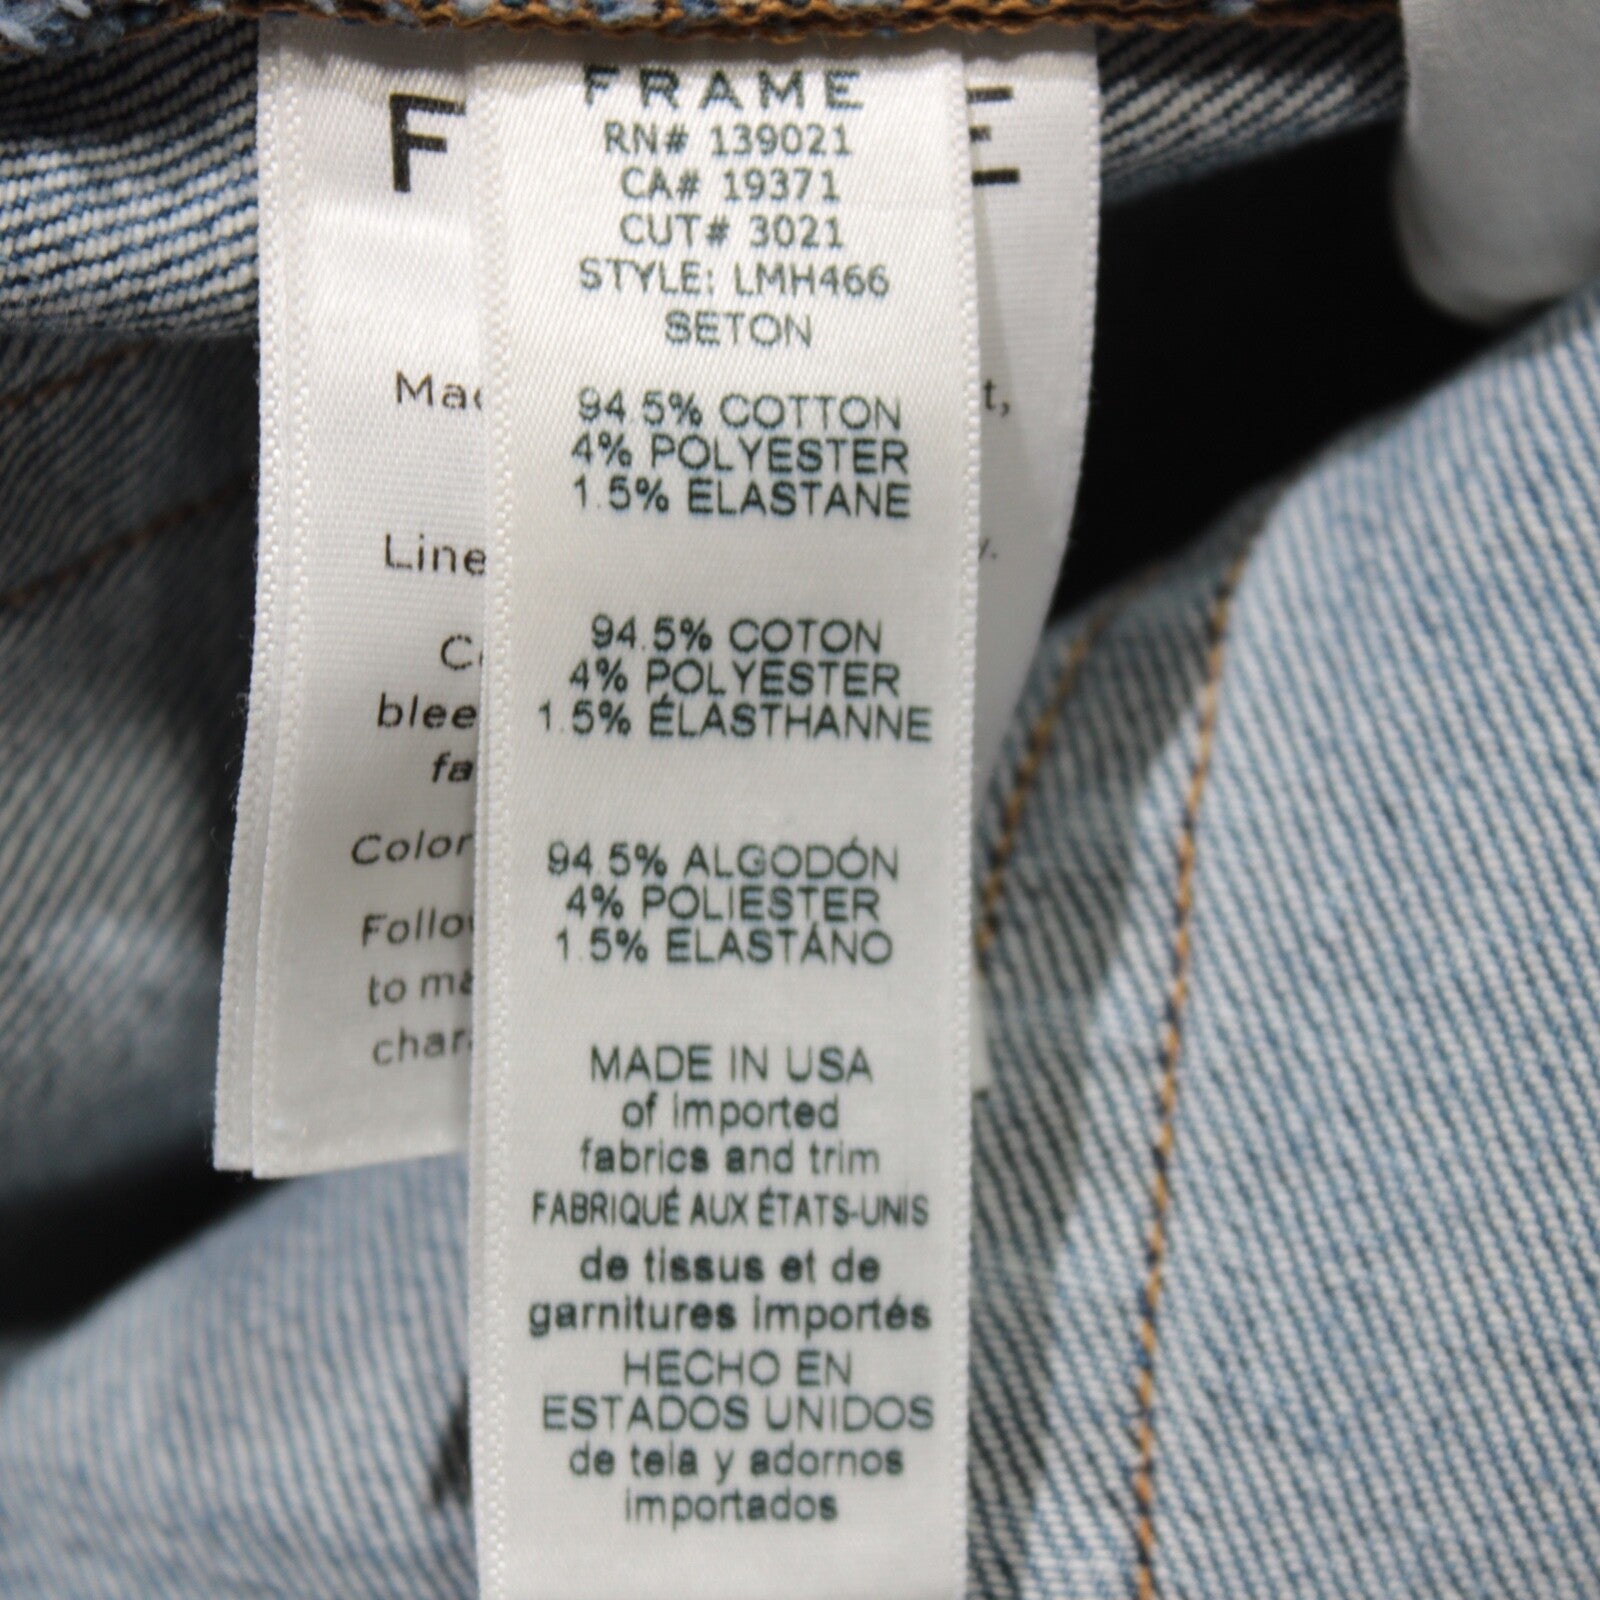 FRAME
RN# 139021
CA# 19371
CUT# 3021
STYLE: LMH466
SETON
94.5% COTTON
4% POLYESTER
1.5% ELASTANE
94.5% COTON
4% POLYESTER
1.5% ÉLASTHANNE
94.5% ALGODÓN
4% POLIESTER
1.5% ELASTÁNO
MADE IN USA
of imported
fabrics and trim
FABRIQUÉ AUX ÉTATS-UNIS
de tissus et de
garnitures importés
HECHO EN
ESTADOS UNIDOS
de tela y adornos
importados
F E
Line
Color
to